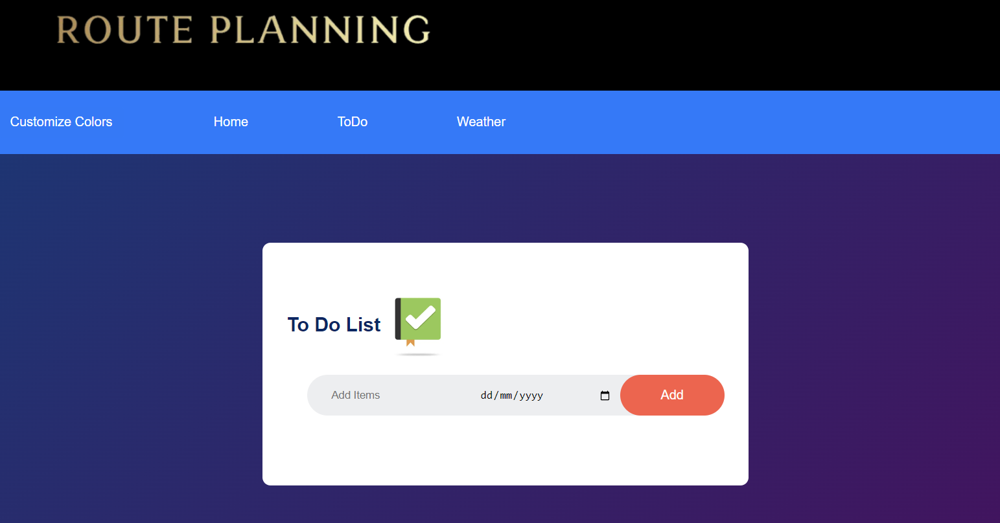 ROUTE PLANNING
Customize Colors Home ToDo Weather
To Do List
Add Items dd/mm/yyyy Add